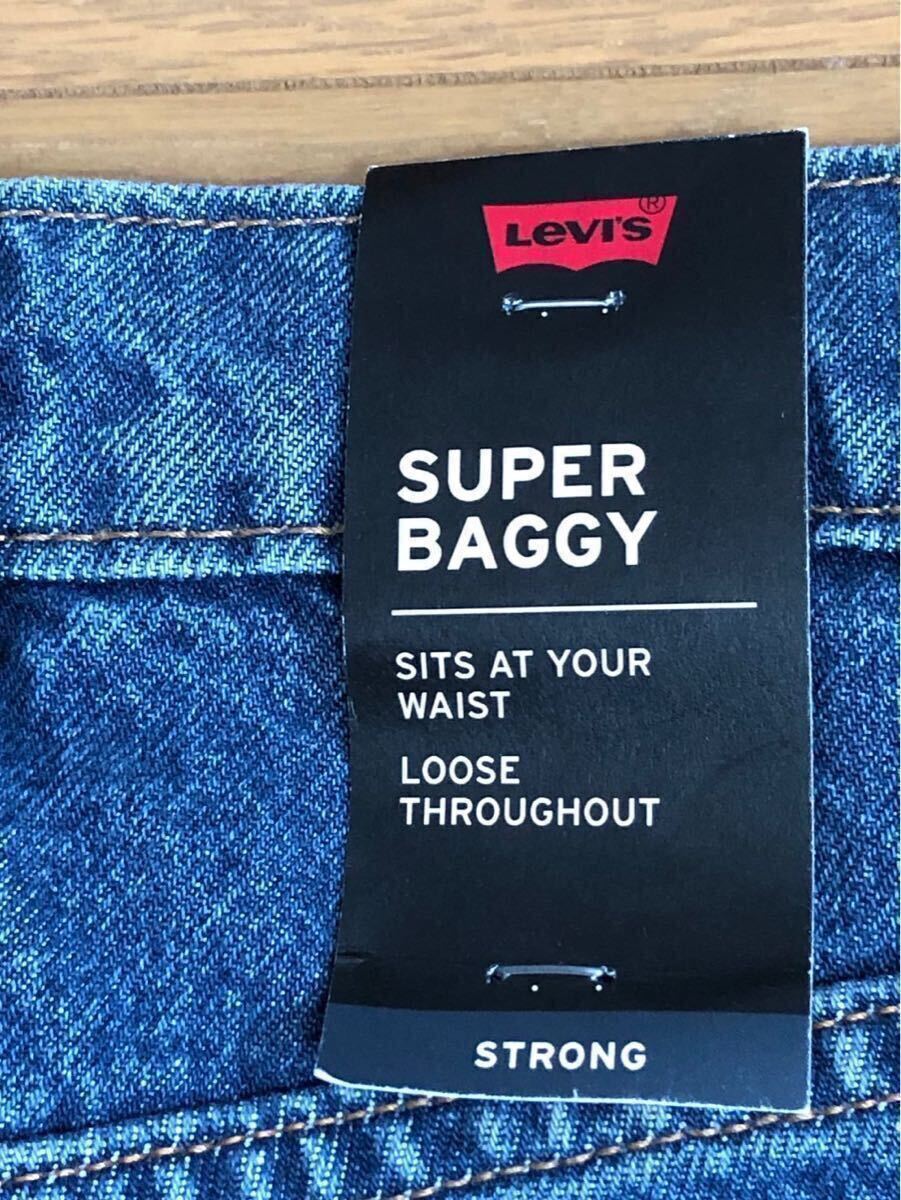 Levi's®
SUPER
BAGGY
SITS AT YOUR
WAIST
LOOSE
THROUGHOUT
STRONG